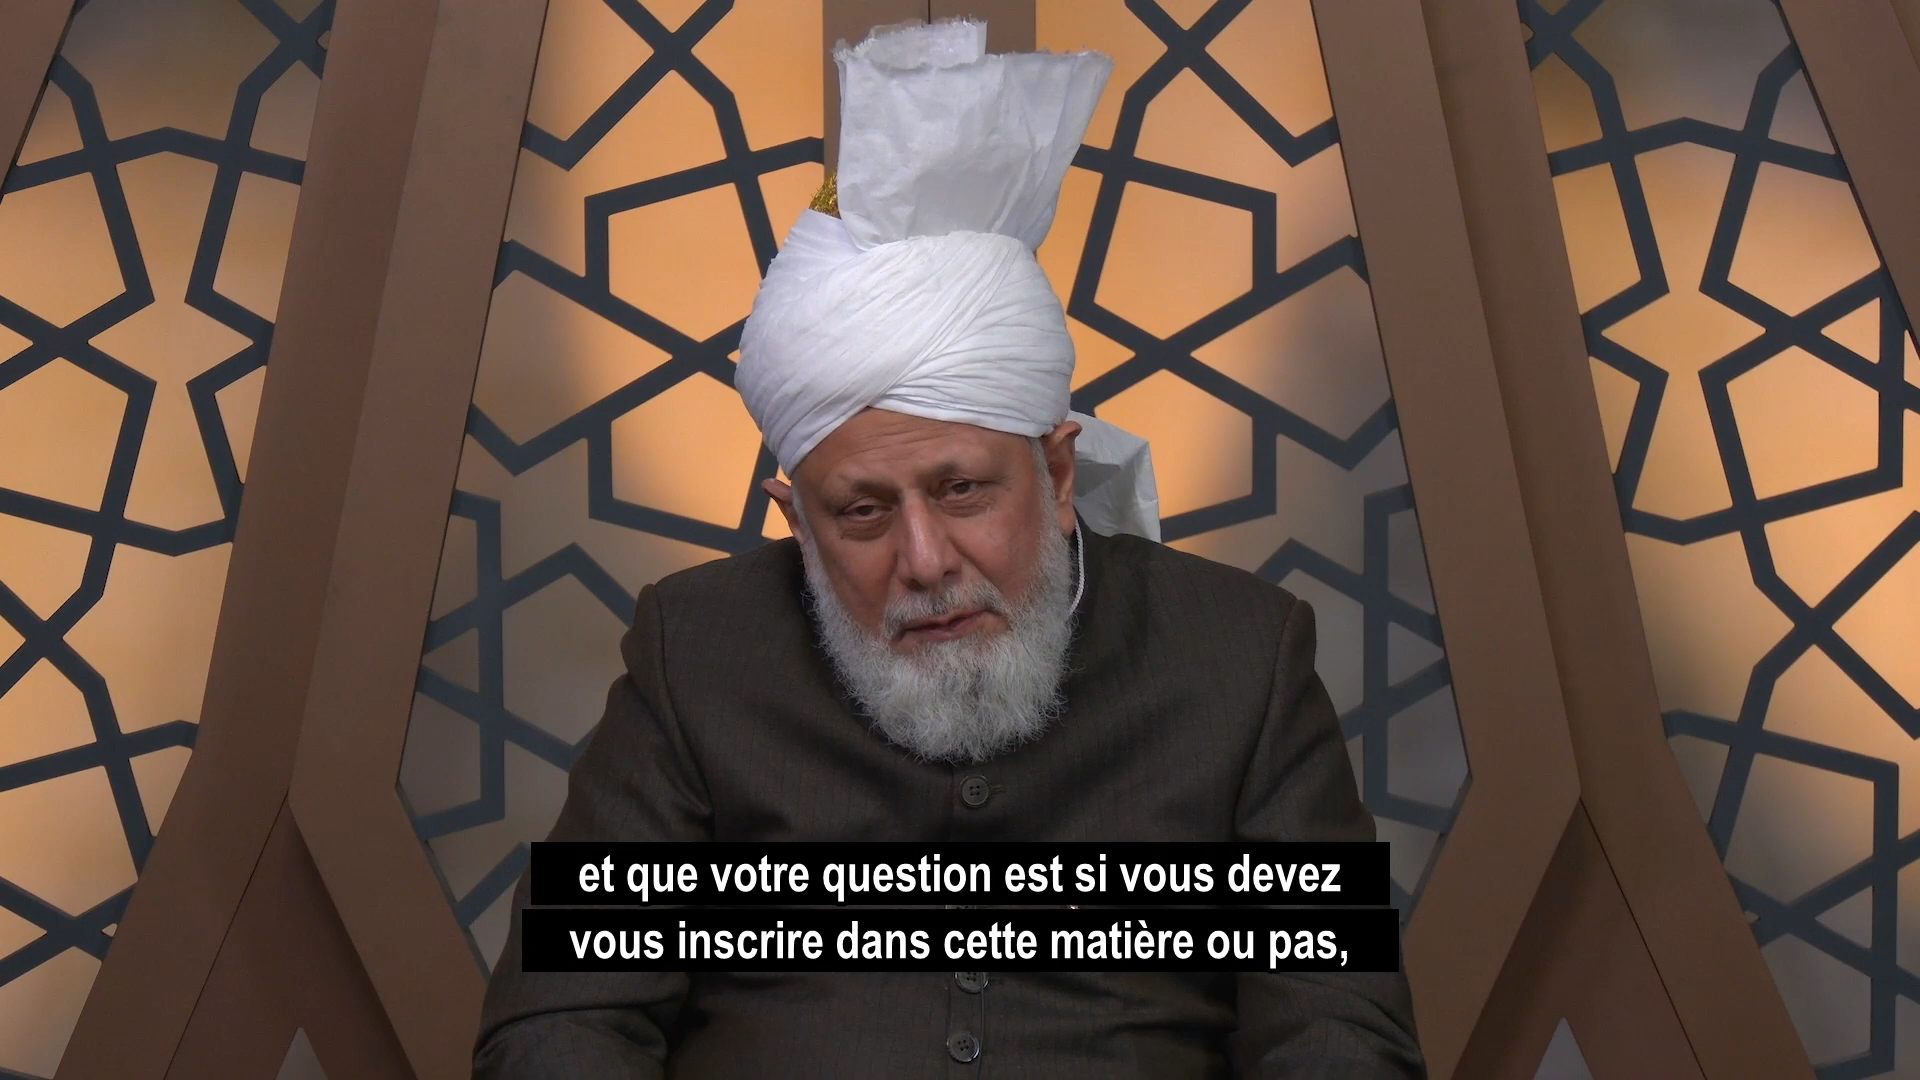 et que votre question est si vous devez
vous inscrire dans cette matière ou pas,